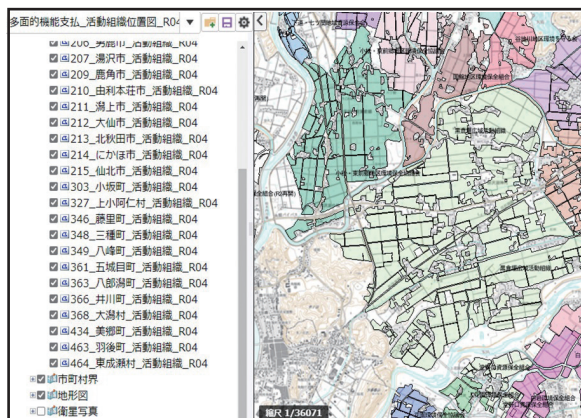 多面的機能支払_活動組織位置図_R04
206_男鹿市_活動組織_R04
207_湯沢市_活動組織_R04
209_鹿角市_活動組織_R04
210_由利本荘市_活動組織_R04
211_潟上市_活動組織_R04
212_大仙市_活動組織_R04
213_北秋田市_活動組織_R04
214_にかほ市_活動組織_R04
215_仙北市_活動組織_R04
303_小坂町_活動組織_R04
327_上小阿仁村_活動組織_R04
346_藤里町_活動組織_R04
348_三種町_活動組織_R04
349_八峰町_活動組織_R04
361_五城目町_活動組織_R04
363_八郎潟町_活動組織_R04
366_井川町_活動組織_R04
368_大潟村_活動組織_R04
434_美郷町_活動組織_R04
463_羽後町_活動組織_R04
464_東成瀬村_活動組織_R04
市町村界
地形図
衛星写真
縮尺 1/36071